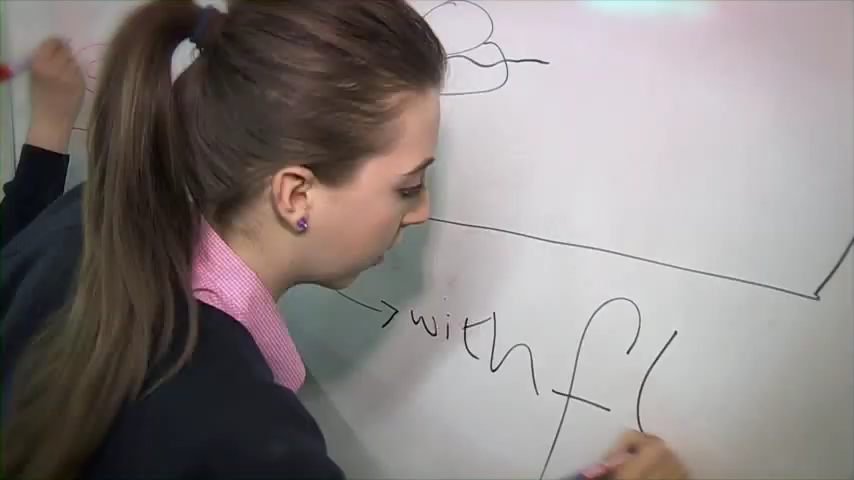 → with f(